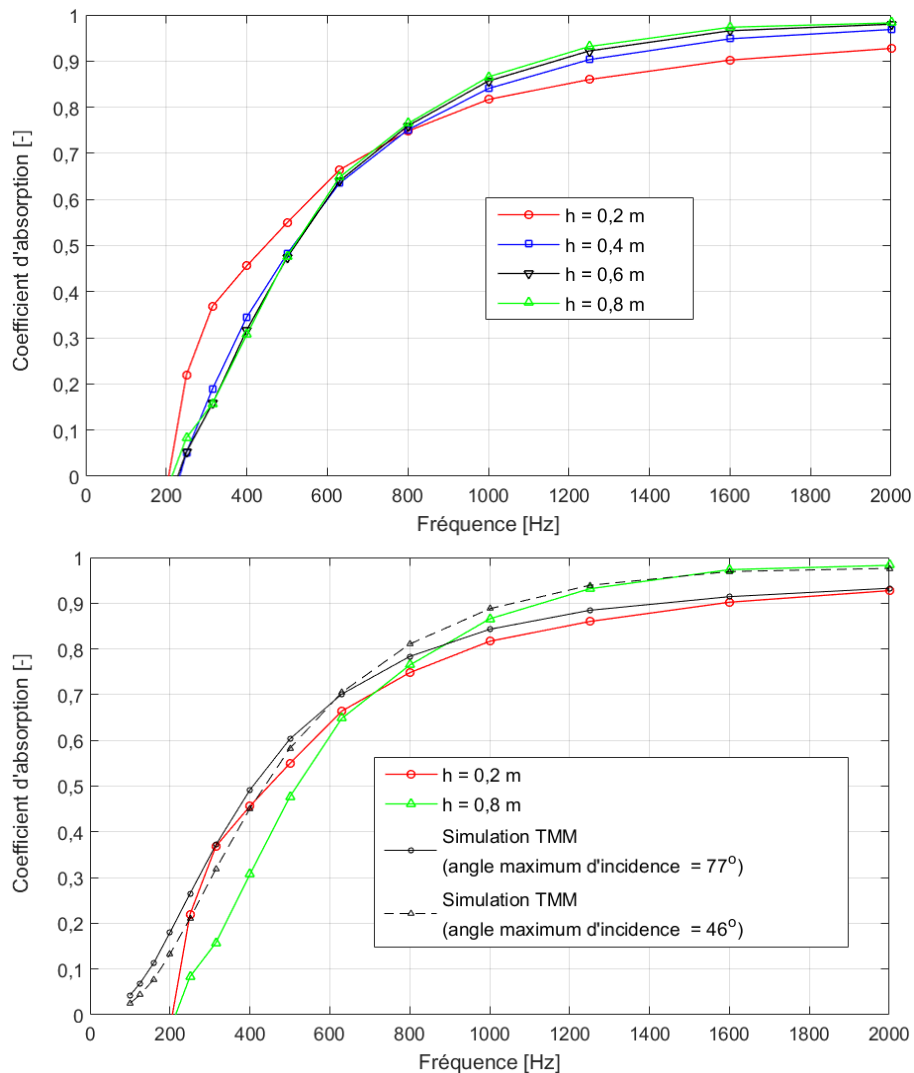 1
0,9
0,8
0,7
0,6
0,5
0,4
0,3
0,2
0,1
0
Coefficient d'absorption [-]
h = 0,2 m
h = 0,4 m
h = 0,6 m
h = 0,8 m
0 200 400 600 800 1000 1200 1400 1600 1800 2000
Fréquence [Hz]
1
0,9
0,8
0,7
0,6
0,5
0,4
0,3
0,2
0,1
0
Coefficient d'absorption [-]
h = 0,2 m
h = 0,8 m
Simulation TMM
(angle maximum d'incidence = 77°)
Simulation TMM
(angle maximum d'incidence = 46°)
0 200 400 600 800 1000 1200 1400 1600 1800 2000
Fréquence [Hz]